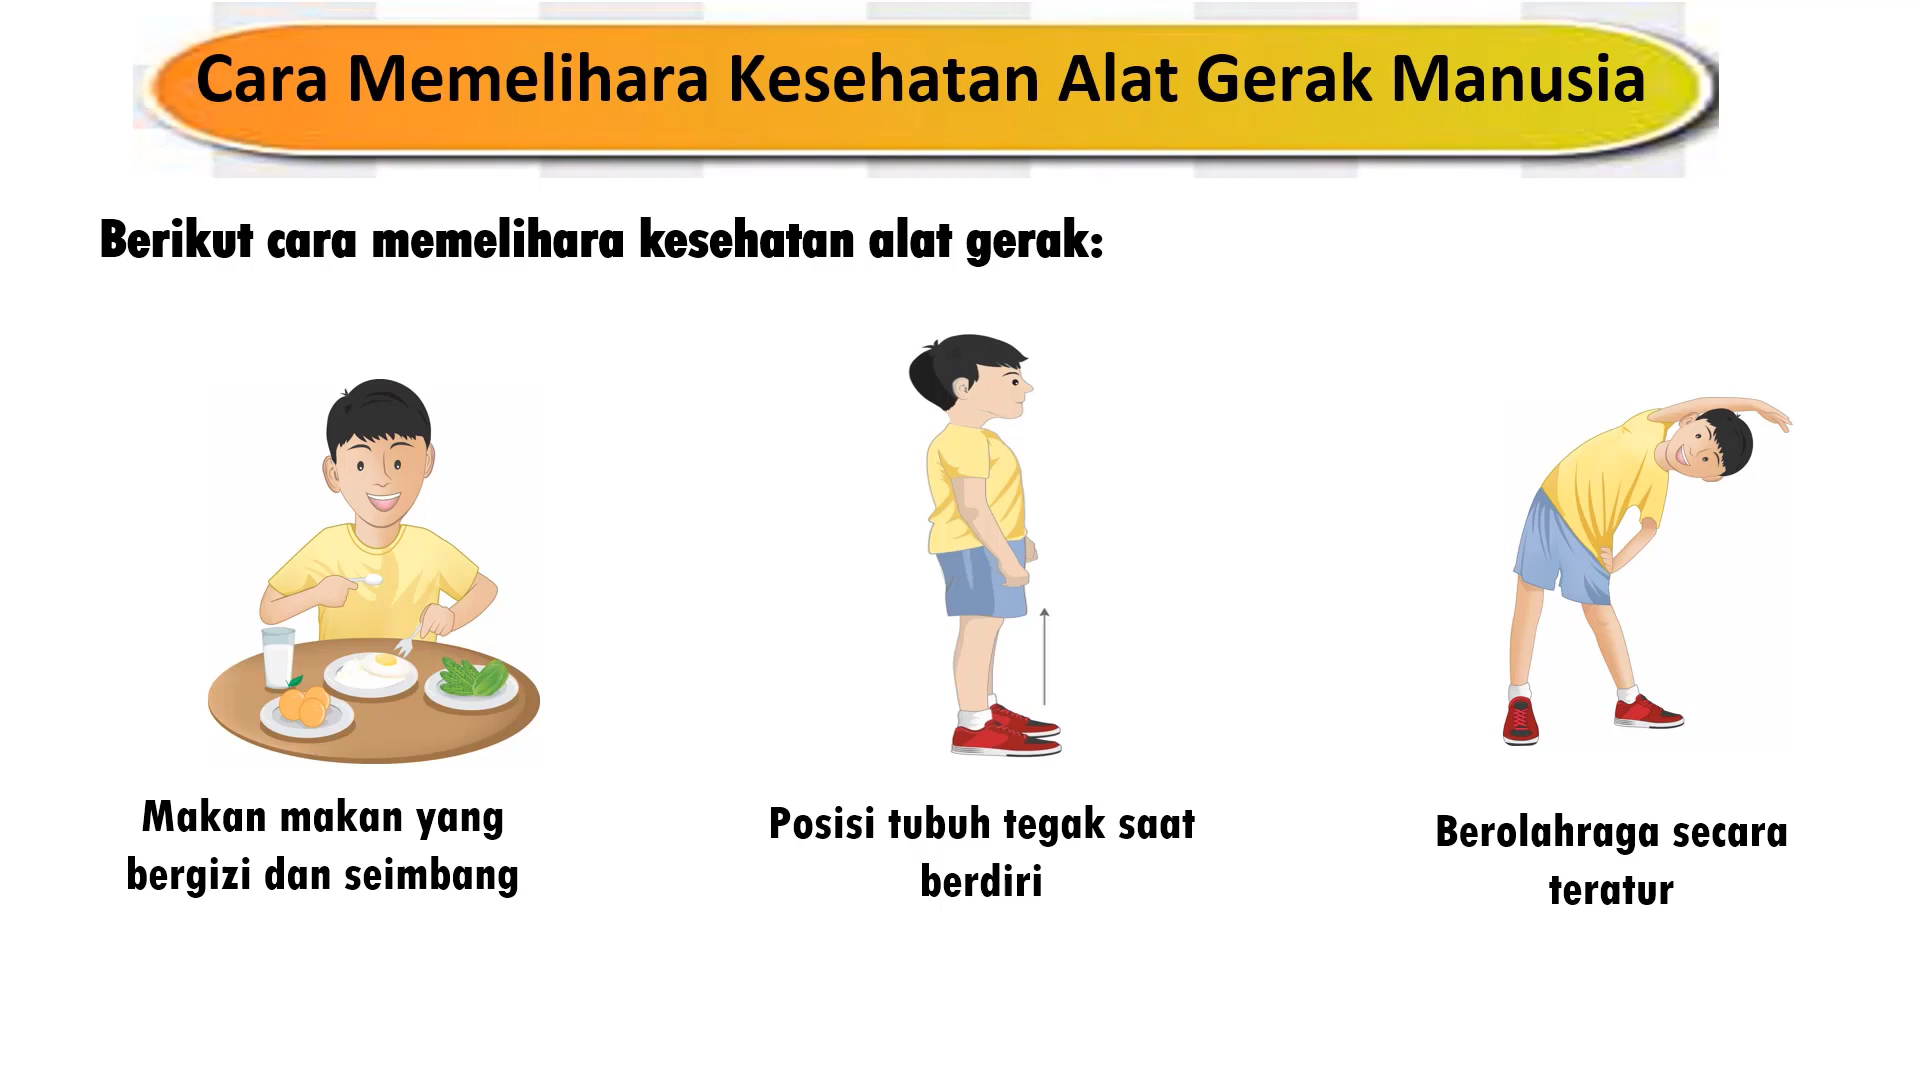 Cara Memelihara Kesehatan Alat Gerak Manusia
Berikut cara memelihara kesehatan alat gerak:
Makan makan yang
bergizi dan seimbang
Posisi tubuh tegak saat
berdiri
Berolahraga secara
teratur